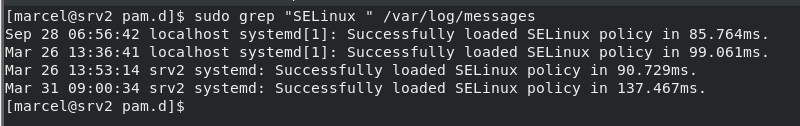 [marcel@srv2 pam.d]$ sudo grep "SELinux " /var/log/messages
Sep 28 06:56:42 localhost systemd[1]: Successfully loaded SELinux policy in 85.764ms.
Mar 26 13:36:41 localhost systemd[1]: Successfully loaded SELinux policy in 99.061ms.
Mar 26 13:53:14 srv2 systemd: Successfully loaded SELinux policy in 90.729ms.
Mar 31 09:00:34 srv2 systemd: Successfully loaded SELinux policy in 137.467ms.
[marcel@srv2 pam.d]$